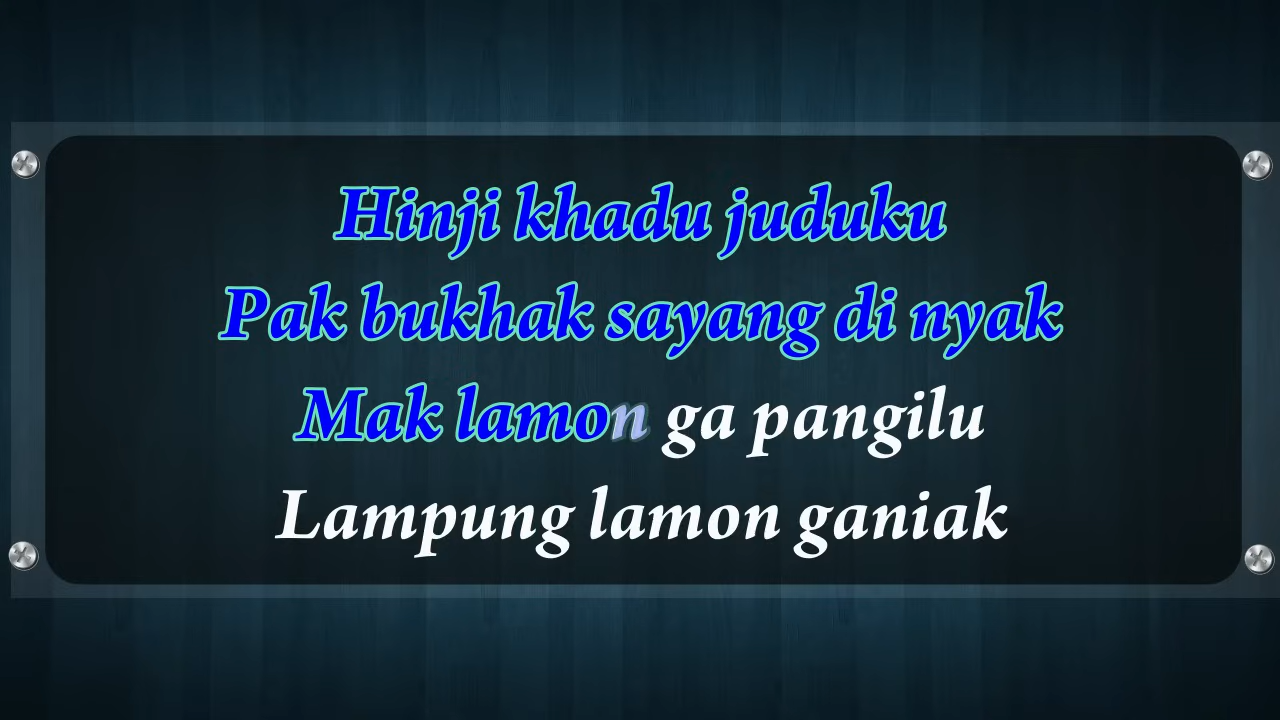 Hinji khadu juduku
Pak bukhak sayang di nyak
Mak lamon ga pangilu
Lampung lamon ganiak